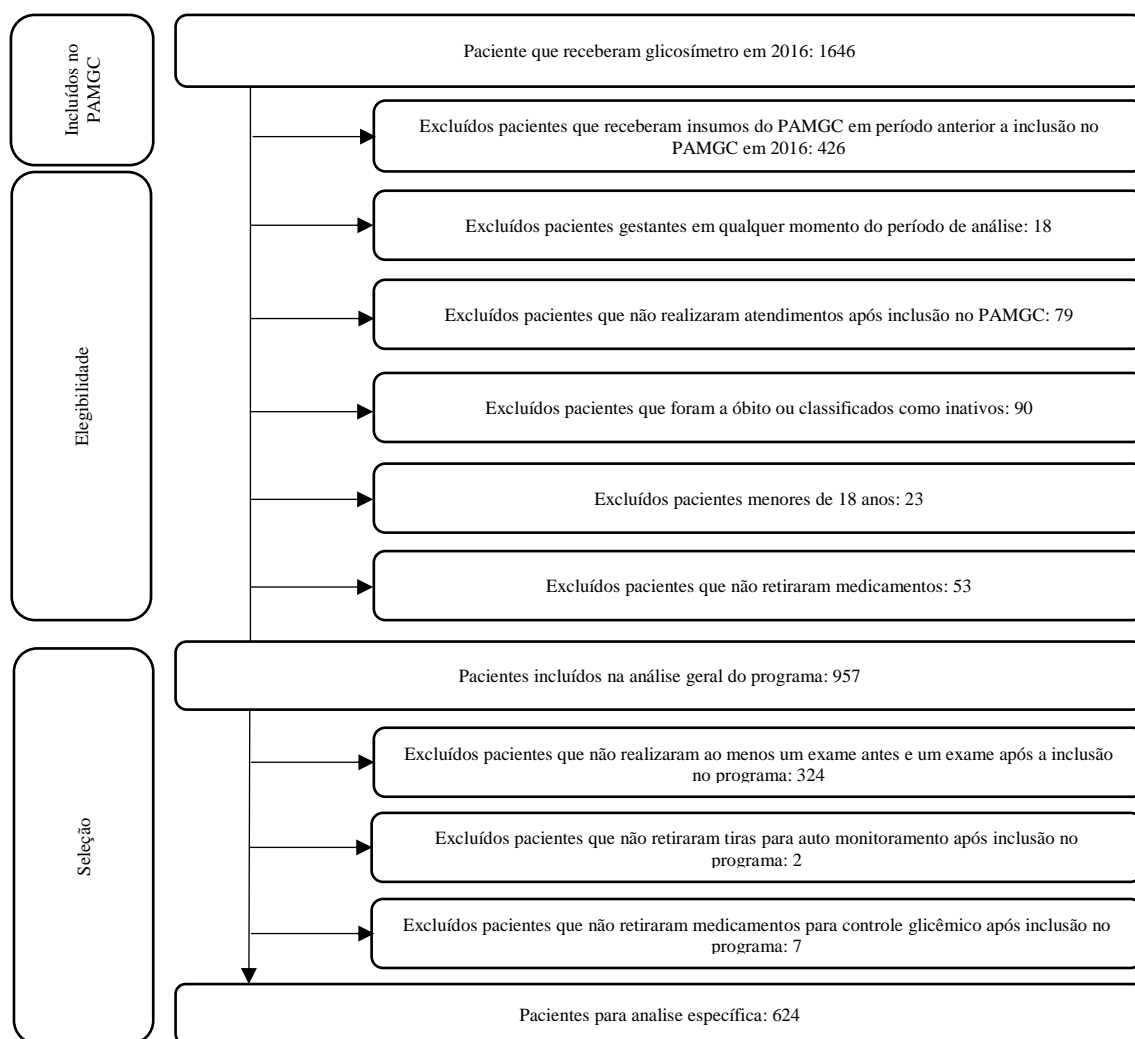 Incluídos no
PAMGC
Paciente que receberam glicosímetro em 2016: 1646
Excluídos pacientes que receberam insumos do PAMGC em período anterior a inclusão no
PAMGC em 2016: 426
Elegibilidade
Excluídos pacientes gestantes em qualquer momento do período de análise: 18
Excluídos pacientes que não realizaram atendimentos após inclusão no PAMGC: 79
Excluídos pacientes que foram a óbito ou classificados como inativos: 90
Excluídos pacientes menores de 18 anos: 23
Excluídos pacientes que não retiraram medicamentos: 53
Seleção
Pacientes incluídos na análise geral do programa: 957
Excluídos pacientes que não realizaram ao menos um exame antes e um exame após a inclusão
no programa: 324
Excluídos pacientes que não retiraram tiras para auto monitoramento após inclusão no
programa: 2
Excluídos pacientes que não retiraram medicamentos para controle glicêmico após inclusão no
programa: 7
Pacientes para analise específica: 624